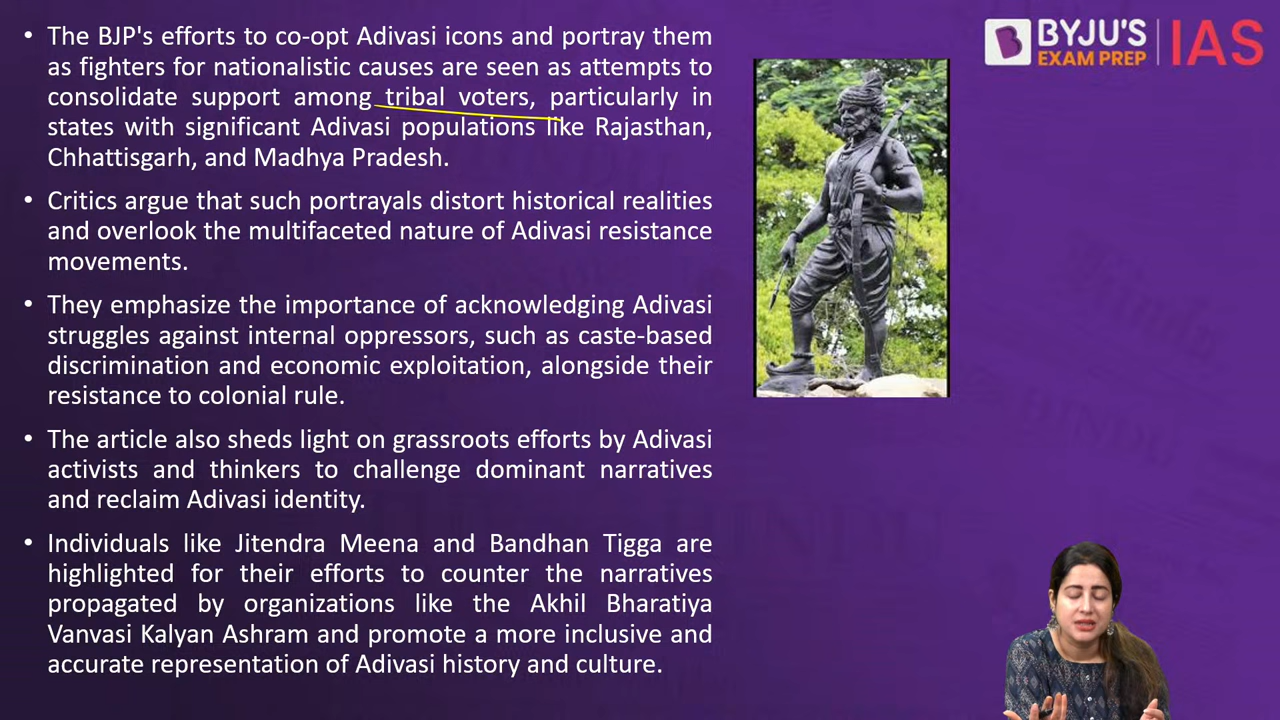 • The BJP's efforts to co-opt Adivasi icons and portray them
as fighters for nationalistic causes are seen as attempts to
consolidate support among tribal voters, particularly in
states with significant Adivasi populations like Rajasthan,
Chhattisgarh, and Madhya Pradesh.
• Critics argue that such portrayals distort historical realities
and overlook the multifaceted nature of Adivasi resistance
movements.
• They emphasize the importance of acknowledging Adivasi
struggles against internal oppressors, such as caste-based
discrimination and economic exploitation, alongside their
resistance to colonial rule.
• The article also sheds light on grassroots efforts by Adivasi
activists and thinkers to challenge dominant narratives
and reclaim Adivasi identity.
• Individuals like Jitendra Meena and Bandhan Tigga are
highlighted for their efforts to counter the narratives
propagated by organizations like the Akhil Bharatiya
Vanvasi Kalyan Ashram and promote a more inclusive and
accurate representation of Adivasi history and culture.
BYJU'S
EXAM PREP
IAS